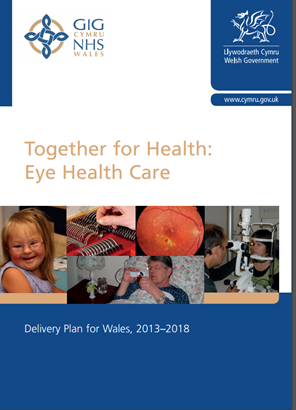 GIG
CYMRU
NHS
WALES
Llywodraeth Cymru
Welsh Government
www.cymru.gov.uk
Together for Health:
Eye Health Care
Delivery Plan for Wales, 2013–2018